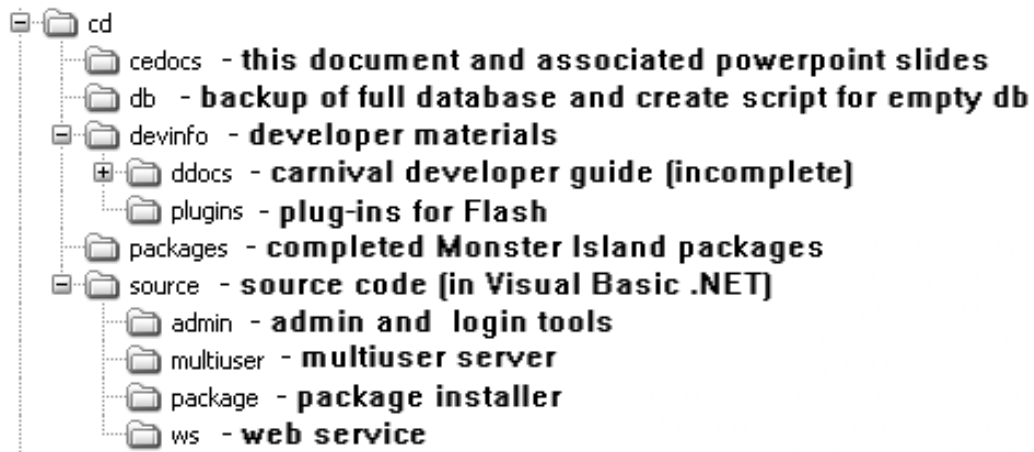 cd
cedocs - this document and associated powerpoint slides
db - backup of full database and create script for empty db
devinfo - developer materials
ddocs - carnival developer guide (incomplete)
plugins - plug-ins for Flash
packages - completed Monster Island packages
source - source code (in Visual Basic .NET)
admin - admin and login tools
multiuser - multiuser server
package - package installer
ws - web service